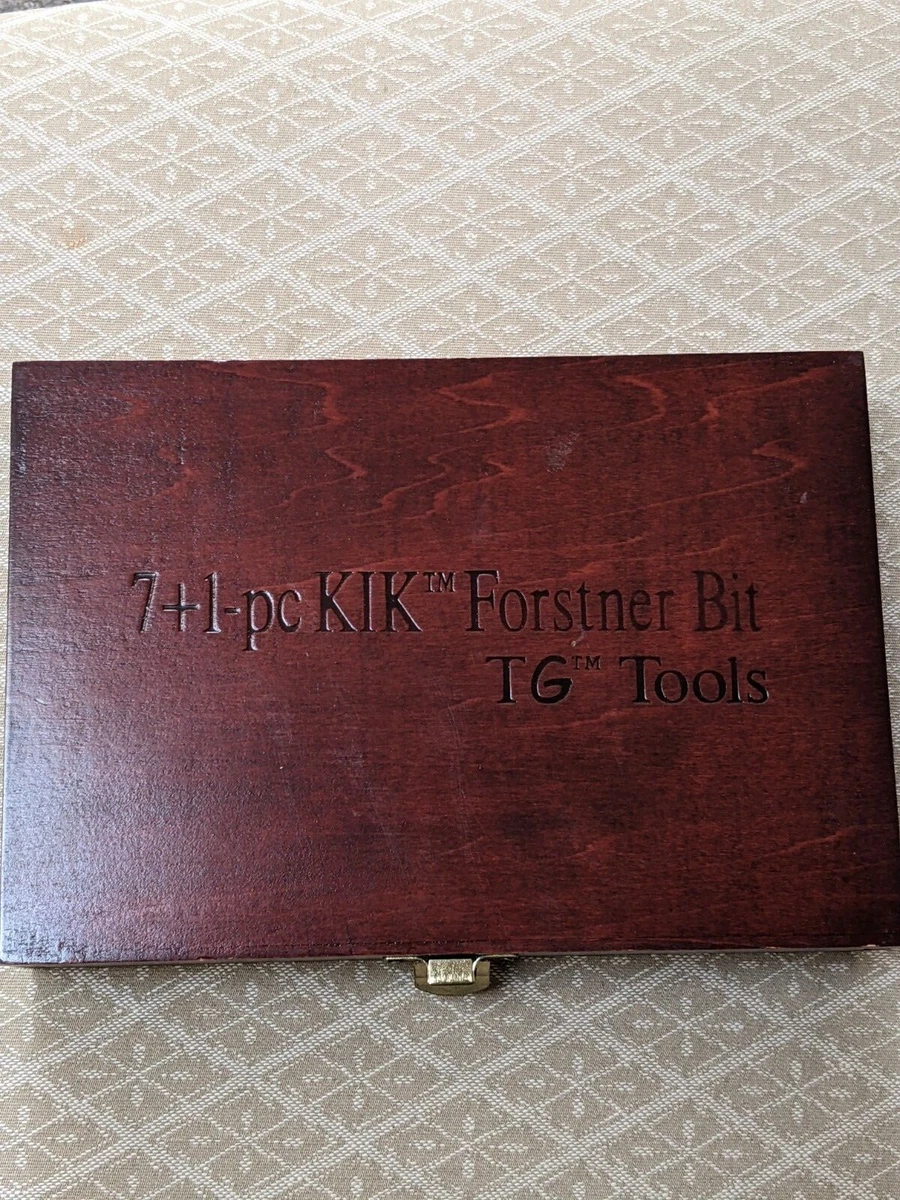 7+1-pc KIK™ Forstner Bit
TG™ Tools